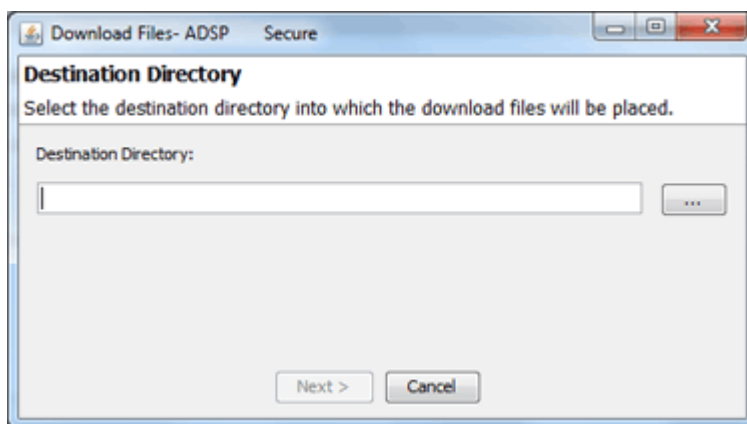 Download Files- ADSP Secure
Destination Directory
Select the destination directory into which the download files will be placed.
Destination Directory:
...
Next > Cancel